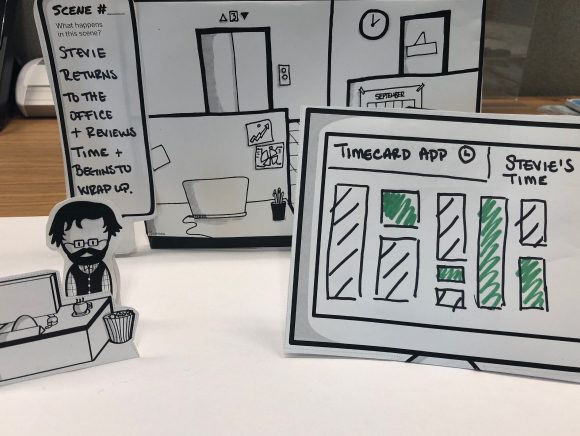 SCENE #
What happens
in this scene?
STEVIE
RETURNS
TO THE
OFFICE
+ REVIEWS
TIME +
BEGINS TO
WRAP UP.
3
SEPTEMBER
TIMECARD APP
STEVIE'S
TIME